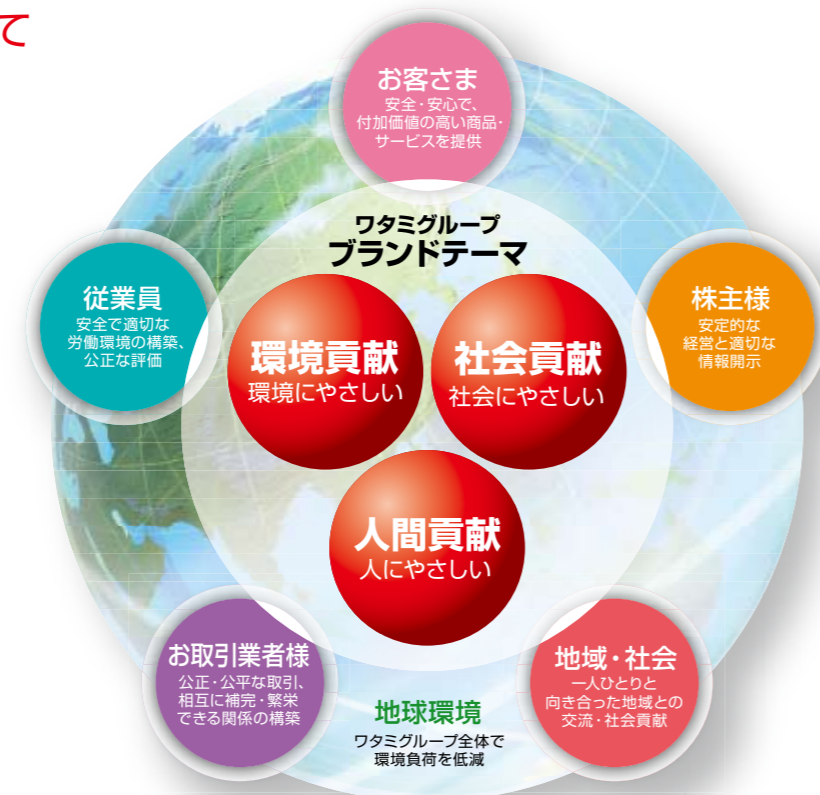 て
お客さま
安全・安心で、
付加価値の高い商品・
サービスを提供
ワタミグループ
ブランドテーマ
従業員
安全で適切な
労働環境の構築、
公正な評価
株主様
安定的な
経営と適切な
情報開示
環境貢献
環境にやさしい
社会貢献
社会にやさしい
人間貢献
人にやさしい
お取引業者様
公正・公平な取引、
相互に補完・繁栄
できる関係の構築
地域・社会
一人ひとりと
向き合った地域との
交流・社会貢献
地球環境
ワタミグループ全体で
環境負荷を低減